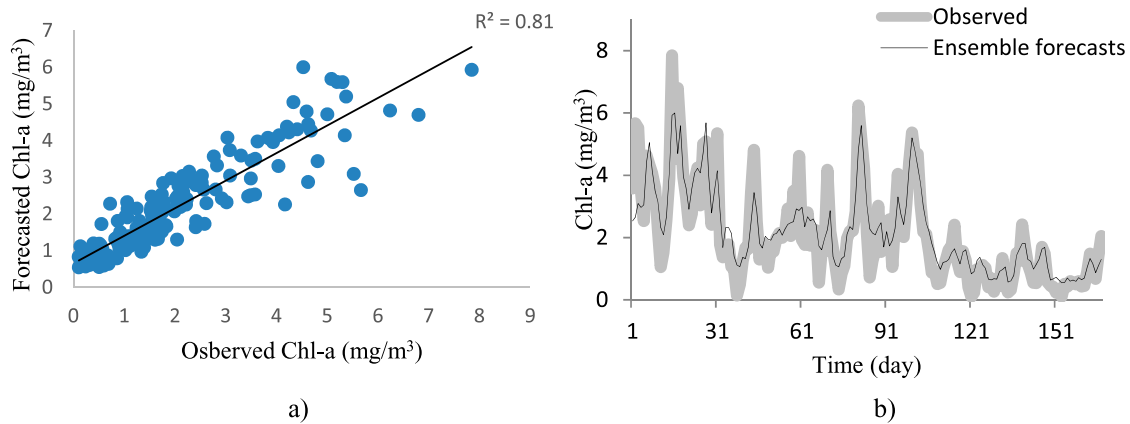 R² = 0.81
7
6
5
4
3
2
1
0
Forecasted Chl-a (mg/m³)
0 1 2 3 4 5 6 7 8 9
Osberved Chl-a (mg/m³)
a)
Observed
Ensemble forecasts
8
6
4
2
0
Chl-a (mg/m³)
1 31 61 91 121 151
Time (day)
b)